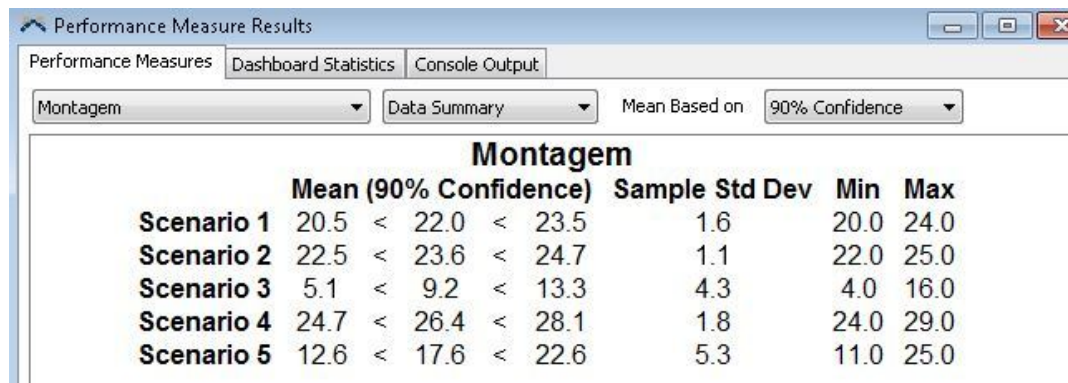 Performance Measure Results
Performance Measures Dashboard Statistics Console Output
Montagem Data Summary Mean Based on 90% Confidence
Montagem
Mean (90% Confidence) Sample Std Dev Min Max
Scenario 1 20.5 < 22.0 < 23.5 1.6 20.0 24.0
Scenario 2 22.5 < 23.6 < 24.7 1.1 22.0 25.0
Scenario 3 5.1 < 9.2 < 13.3 4.3 4.0 16.0
Scenario 4 24.7 < 26.4 < 28.1 1.8 24.0 29.0
Scenario 5 12.6 < 17.6 < 22.6 5.3 11.0 25.0